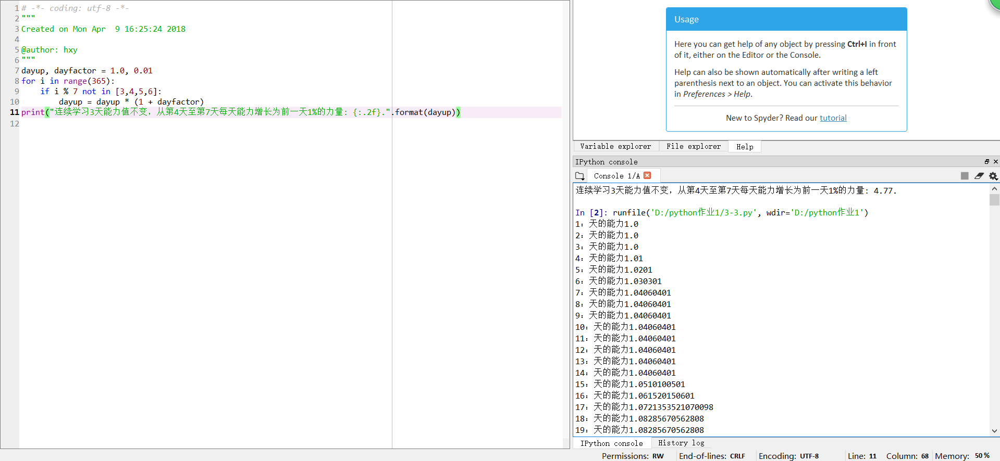 1 # -*- coding: utf-8 -*-
2 """
3 Created on Mon Apr  9 16:25:24 2018
4
5 @author: hxy
6 """
7 dayup, dayfactor = 1.0, 0.01
8 for i in range(365):
9     if i % 7 not in [3,4,5,6]:
10         dayup = dayup * (1 + dayfactor)
11 print("连续学习3天能力值不变，从第4天至第7天每天能力增长为前一天1%的力量: {:.2f}.".format(dayup))
12
Usage
Here you can get help of any object by pressing Ctrl+I in front
of it, either on the Editor or the Console.
Help can also be shown automatically after writing a left
parenthesis next to an object. You can activate this behavior
in Preferences > Help.
New to Spyder? Read our tutorial
Variable explorer File explorer Help
IPython console
Console 1/A
连续学习3天能力值不变，从第4天至第7天每天能力增长为前一天1%的力量: 4.77.
In [2]: runfile('D:/python作业1/3-3.py', wdir='D:/python作业1')
1: 天的能力1.0
2: 天的能力1.0
3: 天的能力1.0
4: 天的能力1.01
5: 天的能力1.0201
6: 天的能力1.030301
7: 天的能力1.04060401
8: 天的能力1.04060401
9: 天的能力1.04060401
10: 天的能力1.04060401
11: 天的能力1.04060401
12: 天的能力1.04060401
13: 天的能力1.04060401
14: 天的能力1.04060401
15: 天的能力1.0510100501
16: 天的能力1.061520150601
17: 天的能力1.0721353521070098
18: 天的能力1.08285670562808
19: 天的能力1.08285670562808
IPython console History log
Permissions: RW End-of-lines: CRLF Encoding: UTF-8 Line: 11 Column: 68 Memory: 50 %